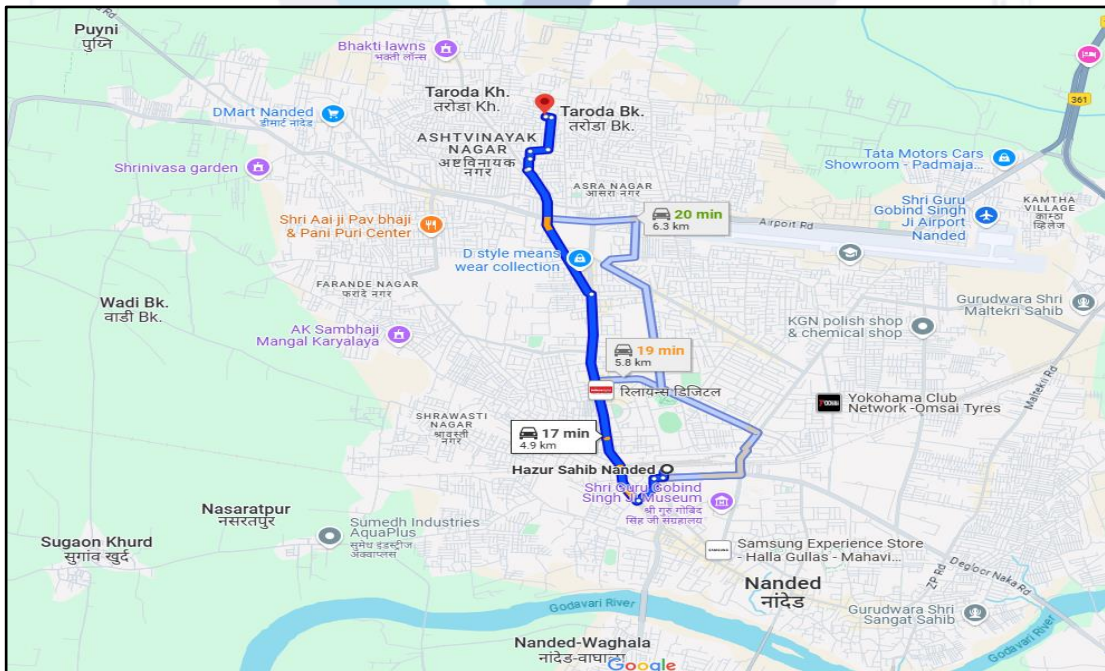 Puyni
पुय्नि
Bhakti lawns
भक्ती लॉन्स
Taroda Kh.
तरोडा Kh.
Taroda Bk.
तरोडा Bk.
DMart Nanded
डीमार्ट नांदेड
361
ASHTVINAYAK
NAGAR
अष्टविनायक
नगर
Tata Motors Cars
Showroom - Padmaja...
Shrinivasa garden
ASRA NAGAR
आसरा नगर
Shri Guru
Gobind Singh
Ji Airport
Nanded
KAMTHA
VILLAGE
काम्ठा
व्हिलेज
20 min
6.3 km
Airport Rd
Shri Aai ji Pav bhaji
& Pani Puri Center
D style means
wear collection
FARANDE NAGAR
फरांदे नगर
Wadi Bk.
वाडी Bk.
Gurudwara Shri
Maltekri Sahib
KGN polish shop
& chemical shop
AK Sambhaji
Mangal Karyalaya
19 min
5.8 km
रिलायन्स डिजिटल
Maltekdi Rd
Yokohama Club
Network -Omsai Tyres
SHRAWASTI
NAGAR
श्रावस्ती
नगर
17 min
4.9 km
Hazur Sahib Nanded
Shri Guru Gobind
Singh Ji Museum
श्री गुरु गोबिंद
सिंह जी संग्रहालय
Nasaratpur
नसरतपुर
Sumedh Industries
AquaPlus
सुमेध इंडस्ट्रीज
अक्वाप्लस
Sugaon Khurd
सुगांव खुर्द
Samsung Experience Store
- Halla Gullas - Mahavi...
Nanded
नांदेड
ZP Rd
Degloor Naka Rd
Gurudwara Shri
Sangat Sahib
Godavari River
Godavari River
Nanded-Waghala
नांदेड-वाघाला
Google